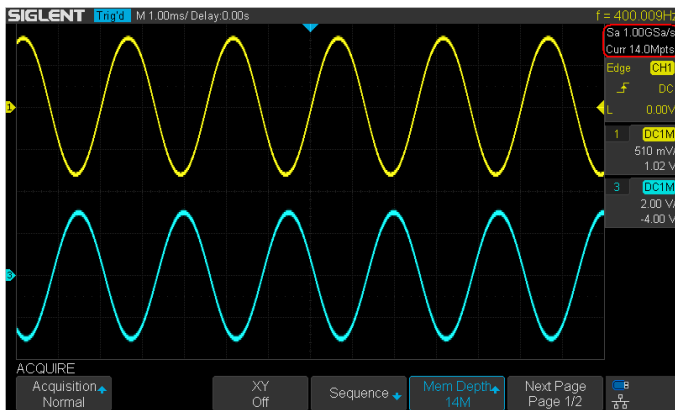 SIGLENT Trig'd M 1.00ms/ Delay:0.00s f = 400.009Hz
Sa 1.00GSa/s
Curr 14.0Mpts
Edge CH1
DC
L 0.00V
1 DC1M
510 mV/
1.02 V
3 DC1M
2.00 V/
-4.00 V
1
3
ACQUIRE
Acquisition
Normal
XY
Off
Sequence
Mem Depth
14M
Next Page
Page 1/2